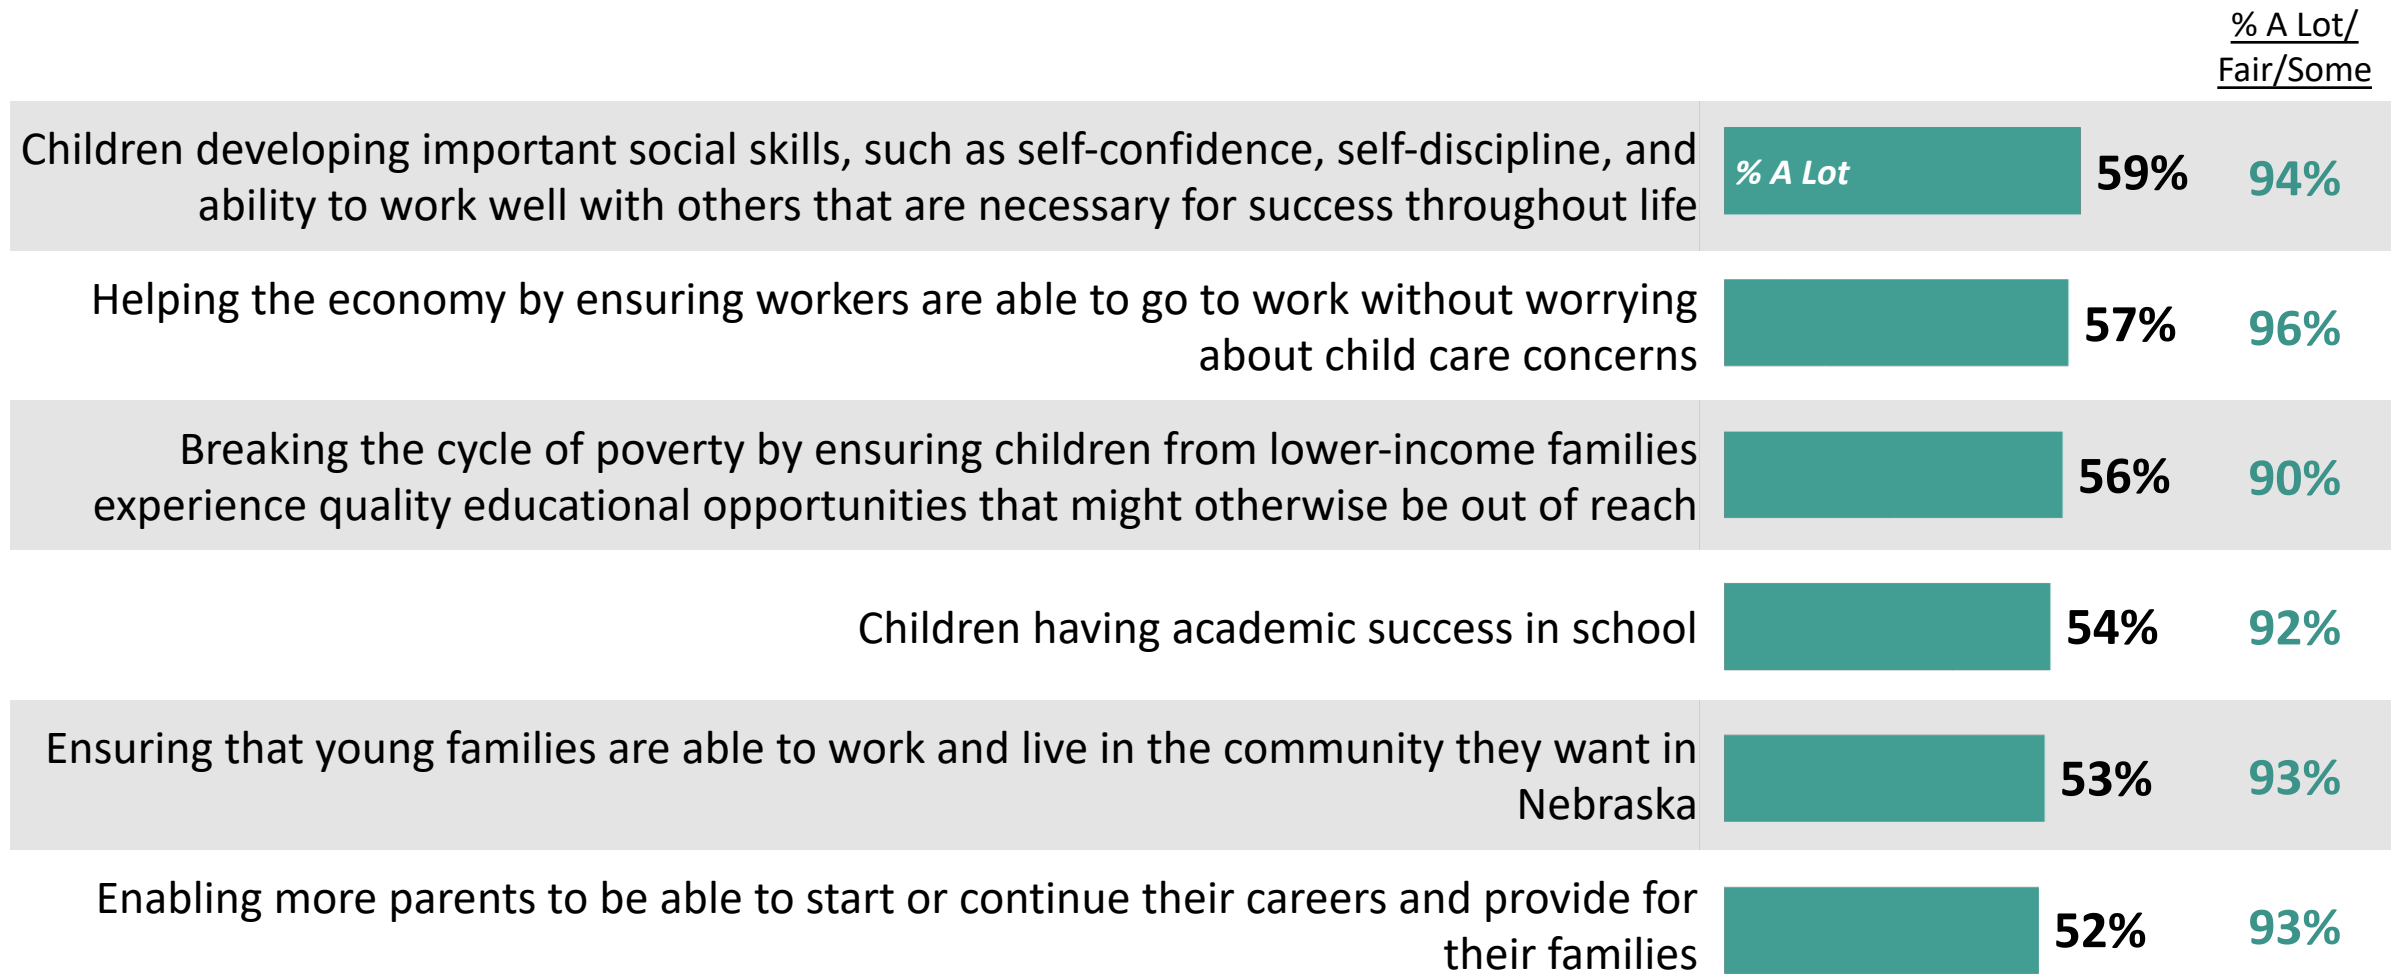 % A Lot/
Fair/Some
Children developing important social skills, such as self-confidence, self-discipline, and
ability to work well with others that are necessary for success throughout life
% A Lot
59%
94%
Helping the economy by ensuring workers are able to go to work without worrying
about child care concerns
57%
96%
Breaking the cycle of poverty by ensuring children from lower-income families
experience quality educational opportunities that might otherwise be out of reach
56%
90%
Children having academic success in school
54%
92%
Ensuring that young families are able to work and live in the community they want in
Nebraska
53%
93%
Enabling more parents to be able to start or continue their careers and provide for
their families
52%
93%